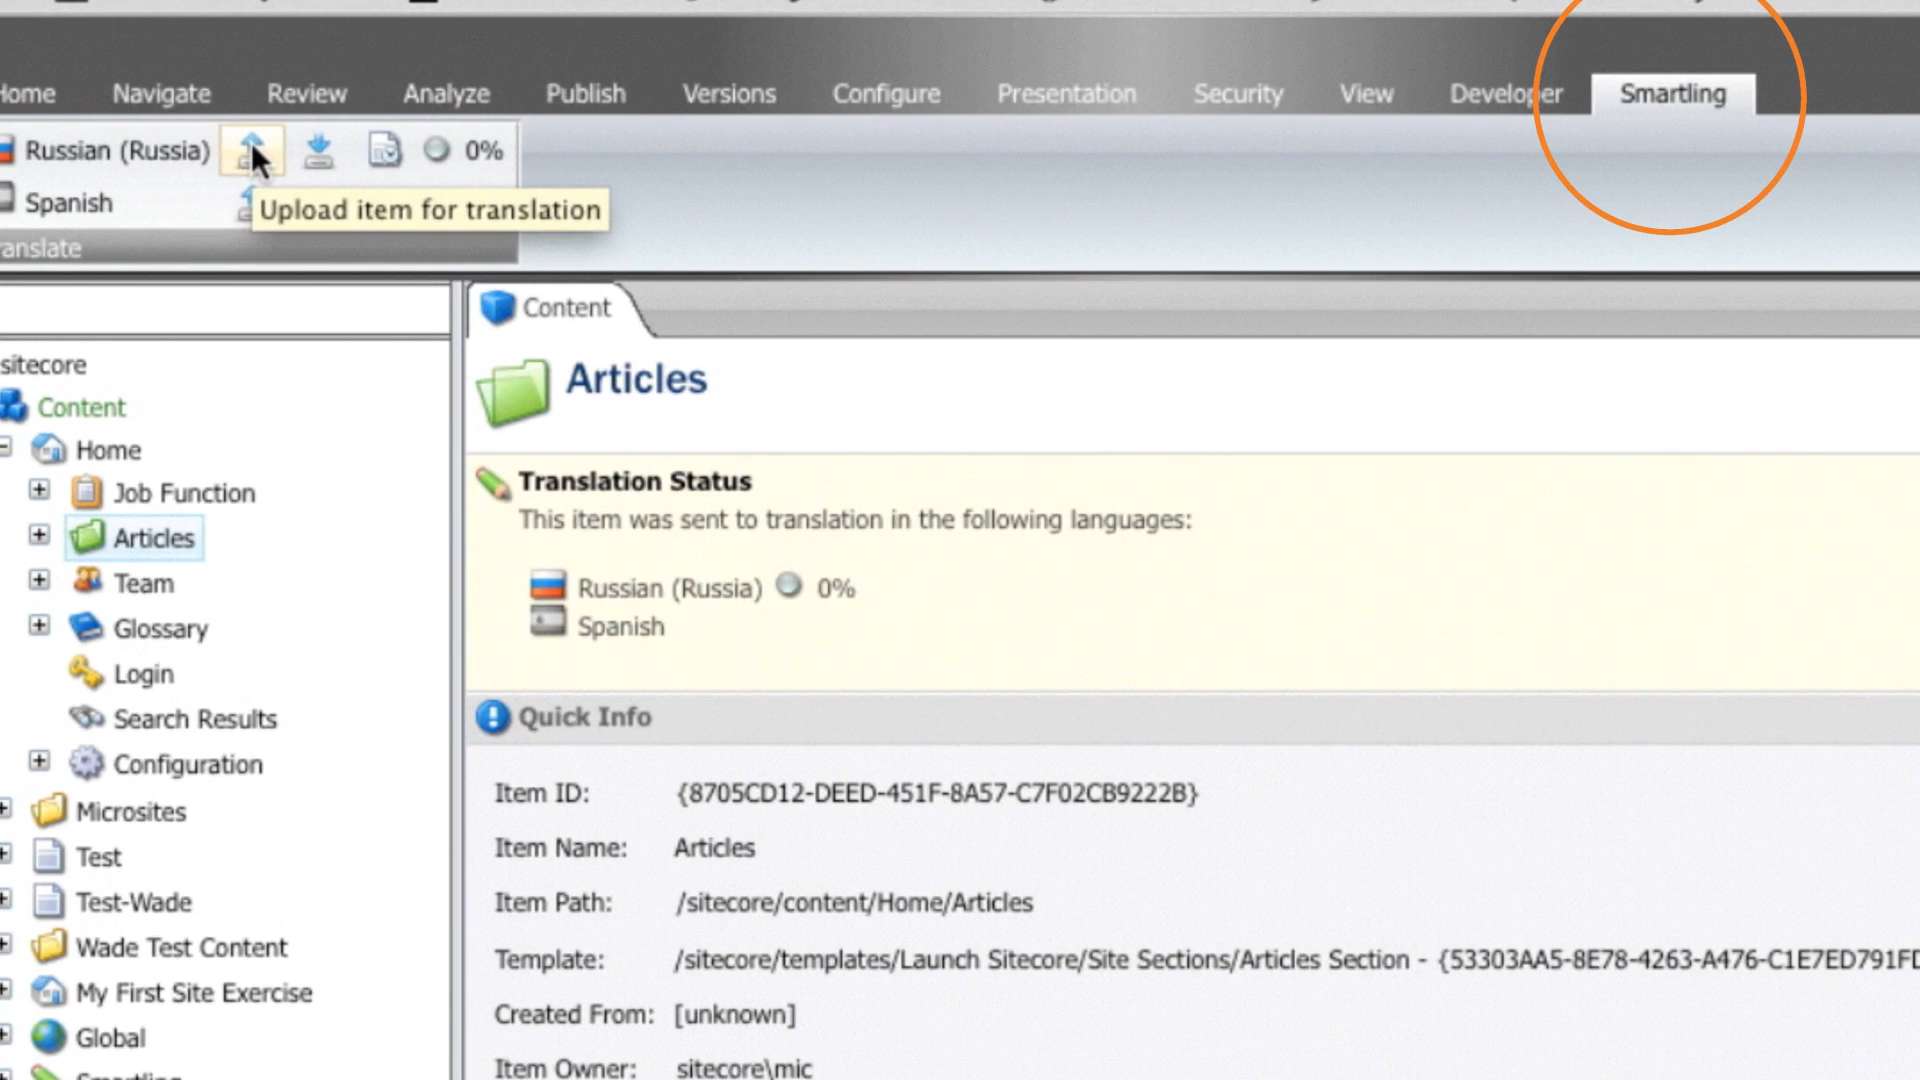 Home Navigate Review Analyze Publish Versions Configure Presentation Security View Developer Smartling
Russian (Russia) 0%
Spanish
Upload item for translation
anslate
Content
sitecore
Articles
Content
Home
Translation Status
Job Function
This item was sent to translation in the following languages:
Articles
Team
Russian (Russia) 0%
Glossary
Spanish
Login
Search Results
Quick Info
Configuration
Item ID: {8705CD12-DEED-451F-8A57-C7F02CB9222B}
Microsites
Item Name: Articles
Test
Test-Wade
Item Path: /sitecore/content/Home/Articles
Wade Test Content
Template: /sitecore/templates/Launch Sitecore/Site Sections/Articles Section - {53303AA5-8E78-4263-A476-C1E7ED791FD
My First Site Exercise
Created From: [unknown]
Global
Item Owner: sitecore\mic
Smartling